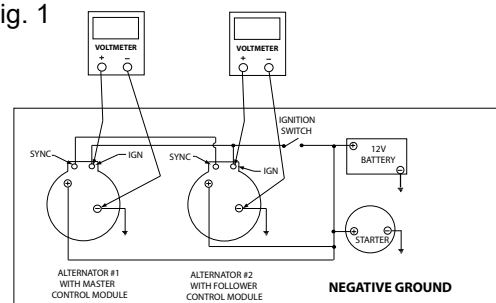 Fig. 1
VOLTMETER
+ –
VOLTMETER
+ –
IGNITION
SWITCH
SYNC
IGN
SYNC
IGN
12V
BATTERY
STARTER
ALTERNATOR #1
WITH MASTER
CONTROL MODULE
ALTERNATOR #2
WITH FOLLOWER
CONTROL MODULE
NEGATIVE GROUND